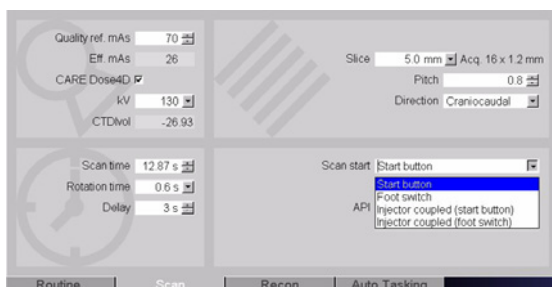 Quality ref. mAs 70
Eff. mAs 26
CARE Dose4D
kV 130
CTDIvol -26.93
Slice 5.0 mm Acq. 16 x 1.2 mm
Pitch 0.8
Direction Craniocaudal
Scan time 12.87 s
Rotation time 0.6 s
Delay 3 s
Scan start Start button
Start button
Foot switch
API Injector coupled (start button)
Injector coupled (foot switch)
Routine Scan Recon Auto Tasking